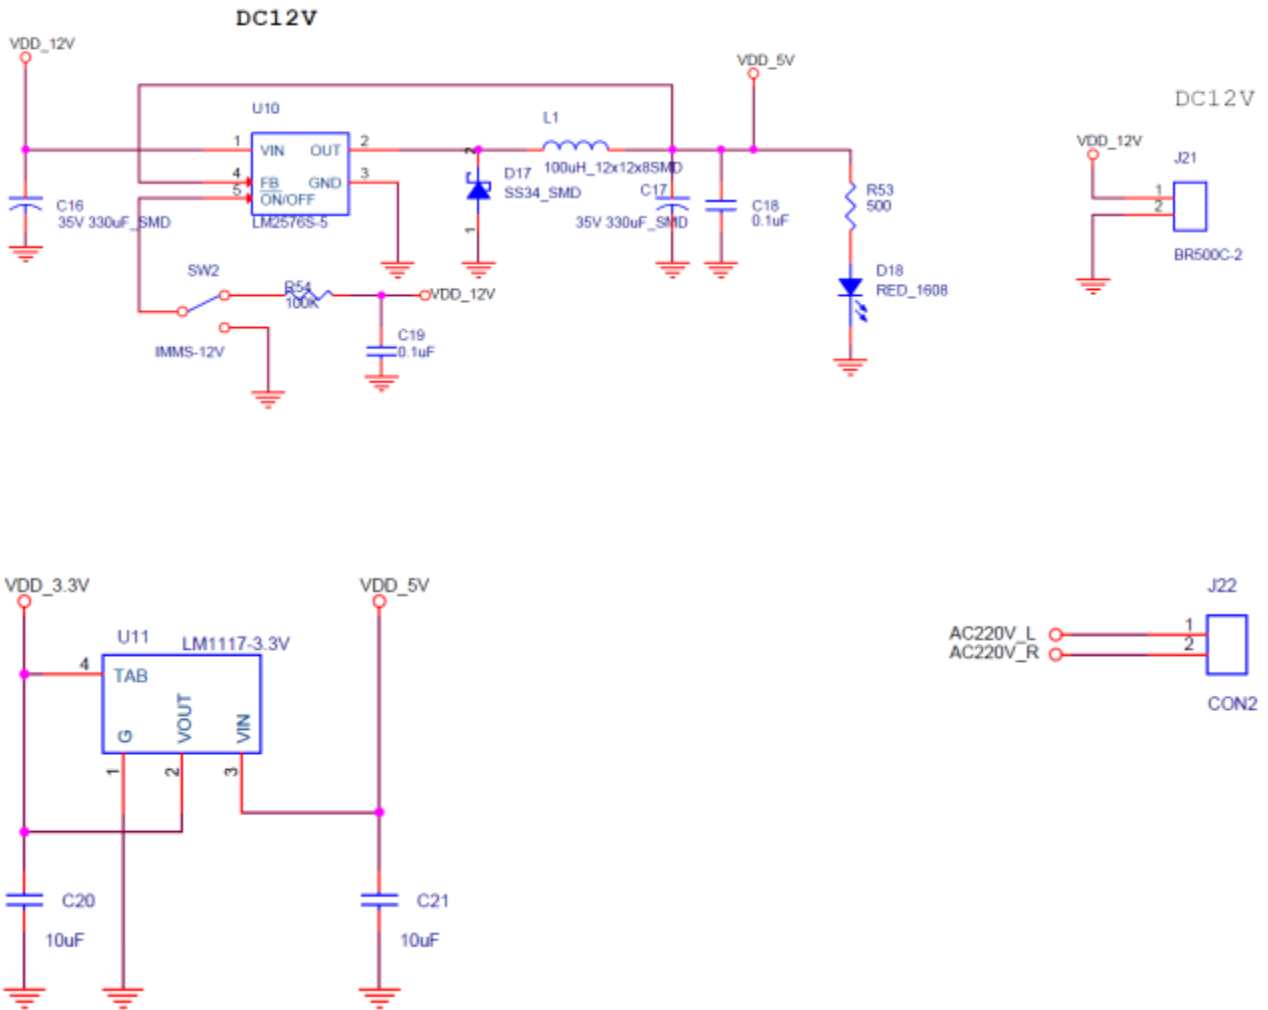 DC12V
VDD_12V
VDD_5V
U10
L1
1
VIN
OUT
2
4
FB
GND
3
5
ON/OFF
LM2576S-5
C16
35V 330uF_SMD
2
D17
SS34_SMD
1
100uH_12x12x8SMD
C17
35V 330uF_SMD
C18
0.1uF
R53
500
D18
RED_1608
SW2
IMMS-12V
R54
100K
VDD_12V
C19
0.1uF
DC12V
VDD_12V
J21
1
2
BR500C-2
VDD_3.3V
VDD_5V
U11
LM1117-3.3V
4
TAB
G
VOUT
VIN
1
2
3
C20
10uF
C21
10uF
J22
AC220V_L
1
AC220V_R
2
CON2